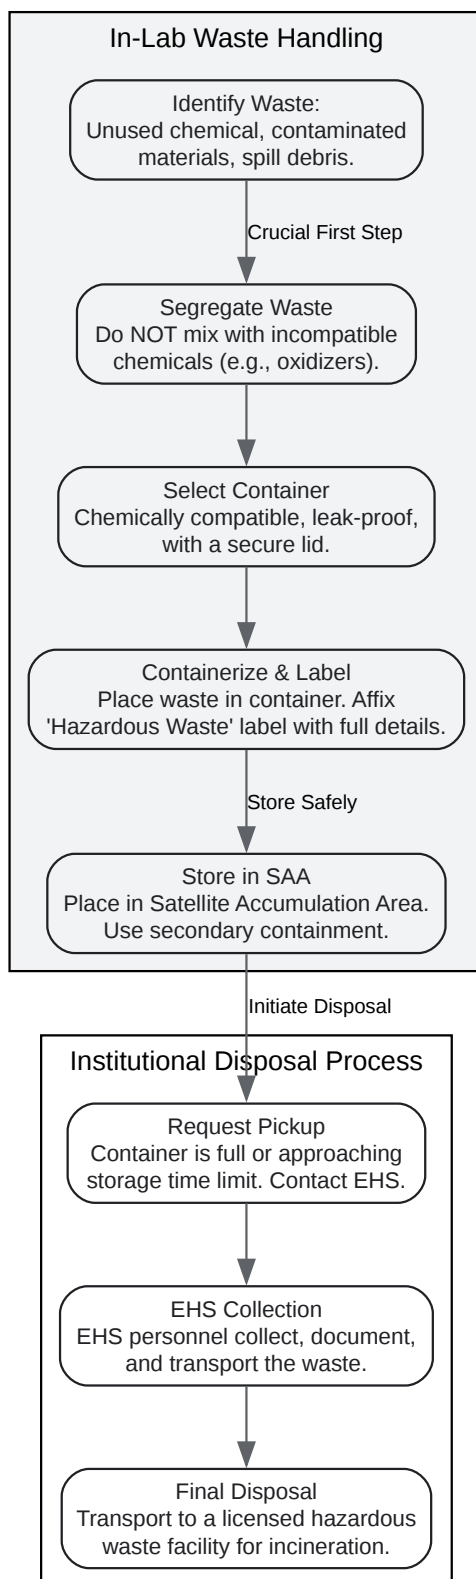 In-Lab Waste Handling
Identify Waste:
Unused chemical, contaminated
materials, spill debris.
Crucial First Step
Segregate Waste
Do NOT mix with incompatible
chemicals (e.g., oxidizers).
Select Container
Chemically compatible, leak-proof,
with a secure lid.
Containerize & Label
Place waste in container. Affix
'Hazardous Waste' label with full details.
Store Safely
Store in SAA
Place in Satellite Accumulation Area.
Use secondary containment.
Initiate Disposal
Institutional Disposal Process
Request Pickup
Container is full or approaching
storage time limit. Contact EHS.
EHS Collection
EHS personnel collect, document,
and transport the waste.
Final Disposal
Transport to a licensed hazardous
waste facility for incineration.